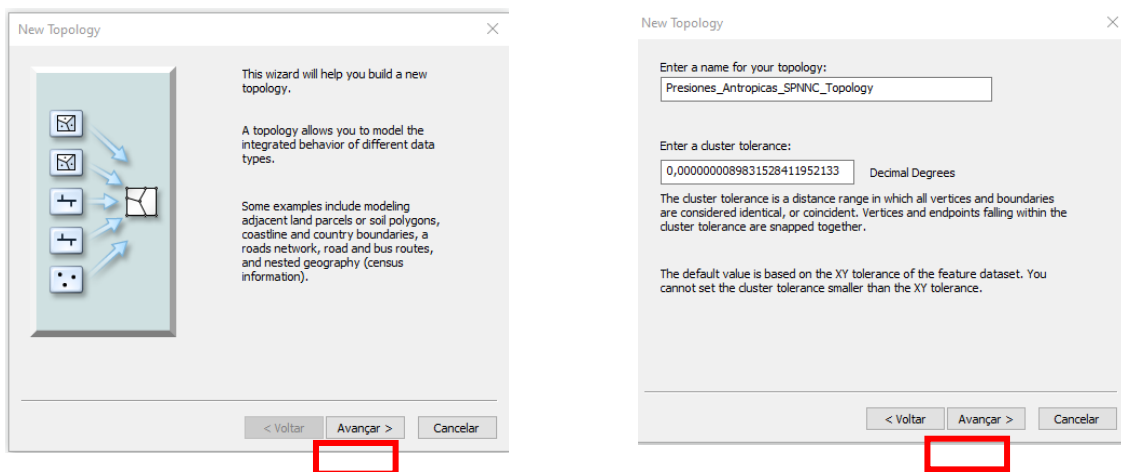 New Topology
This wizard will help you build a new
topology.
A topology allows you to model the
integrated behavior of different data
types.
Some examples include modeling
adjacent land parcels or soil polygons,
coastline and country boundaries, a
roads network, road and bus routes,
and nested geography (census
information).
< Voltar
Avançar >
Cancelar
New Topology
Enter a name for your topology:
Presiones_Antropicas_SPNNC_Topology
Enter a cluster tolerance:
0,0000000089831528411952133
Decimal Degrees
The cluster tolerance is a distance range in which all vertices and boundaries
are considered identical, or coincident. Vertices and endpoints falling within the
cluster tolerance are snapped together.
The default value is based on the XY tolerance of the feature dataset. You
cannot set the cluster tolerance smaller than the XY tolerance.
< Voltar
Avançar >
Cancelar